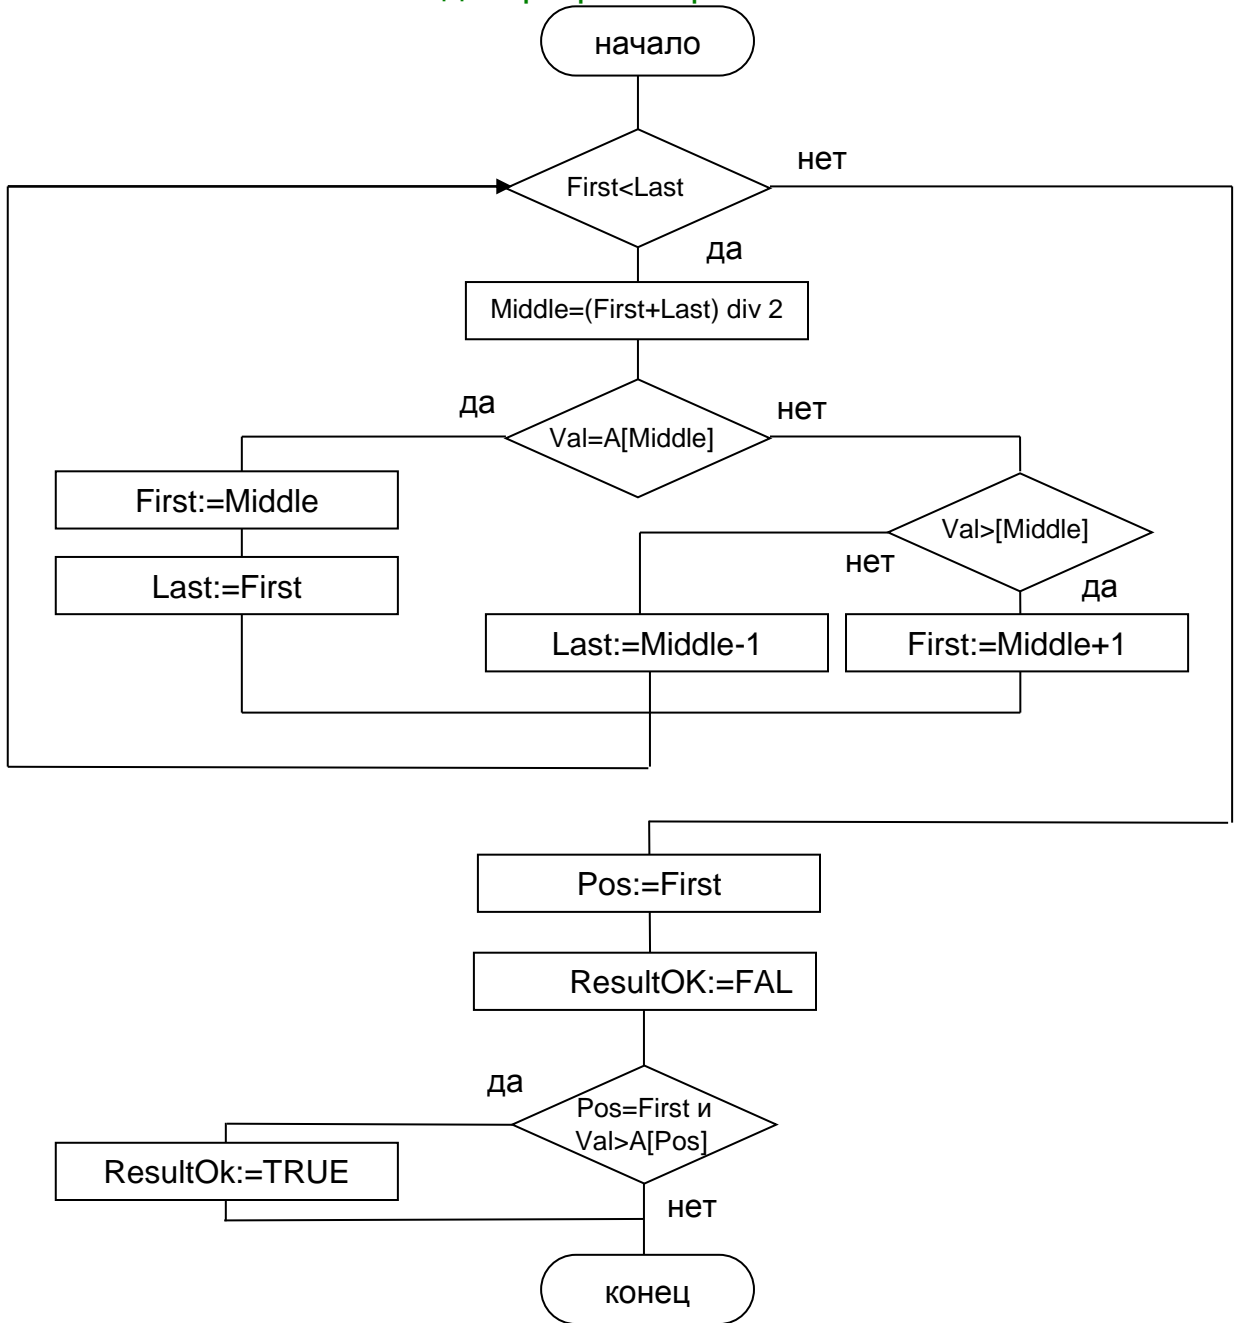 начало
First<Last
нет
да
Middle=(First+Last) div 2
да
Val=A[Middle]
нет
First:=Middle
Val>[Middle]
Last:=First
нет
да
Last:=Middle-1
First:=Middle+1
Pos:=First
ResultOK:=FAL
да
Pos=First и
Val>A[Pos]
ResultOk:=TRUE
нет
конец